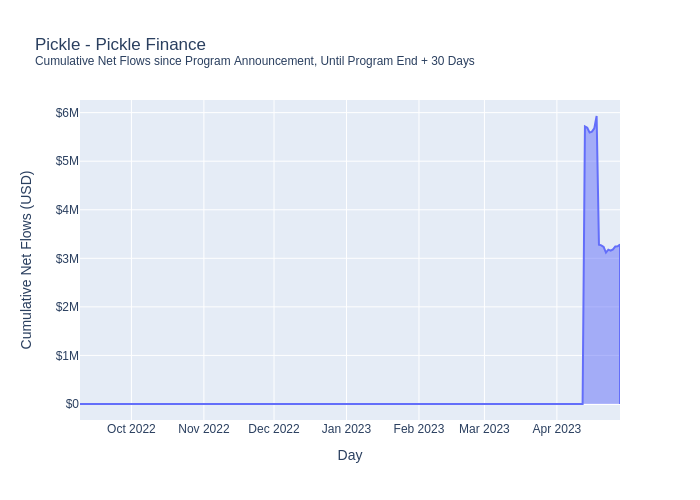 Pickle - Pickle Finance
Cumulative Net Flows since Program Announcement, Until Program End + 30 Days
Cumulative Net Flows (USD)
$6M
$5M
$4M
$3M
$2M
$1M
$0
Oct 2022 Nov 2022 Dec 2022 Jan 2023 Feb 2023 Mar 2023 Apr 2023
Day